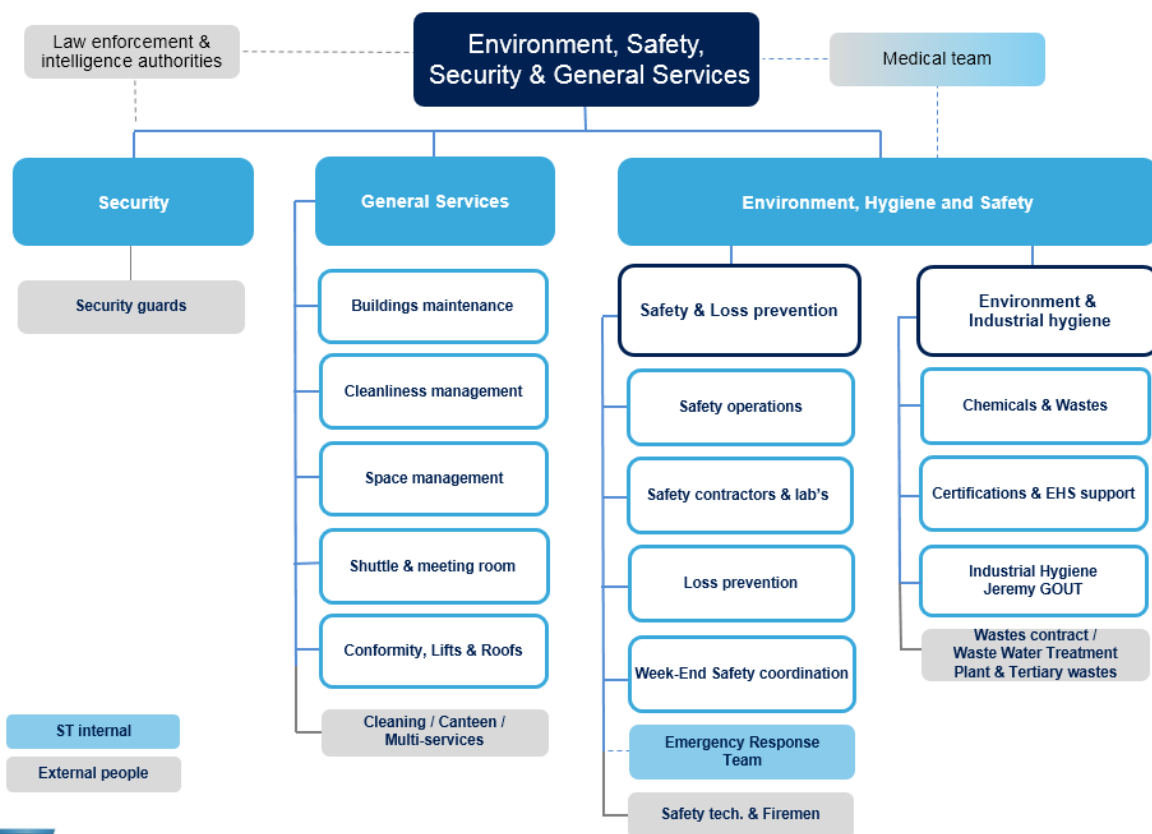 Law enforcement &
intelligence authorities
Environment, Safety,
Security & General Services
Medical team
Security
General Services
Environment, Hygiene and Safety
Security guards
Buildings maintenance
Cleanliness management
Space management
Shuttle & meeting room
Conformity, Lifts & Roofs
Cleaning / Canteen /
Multi-services
Safety & Loss prevention
Safety operations
Safety contractors & lab's
Loss prevention
Week-End Safety coordination
Emergency Response
Team
Safety tech. & Firemen
Environment &
Industrial hygiene
Chemicals & Wastes
Certifications & EHS support
Industrial Hygiene
Jeremy GOUT
Wastes contract /
Waste Water Treatment
Plant & Tertiary wastes
ST internal
External people